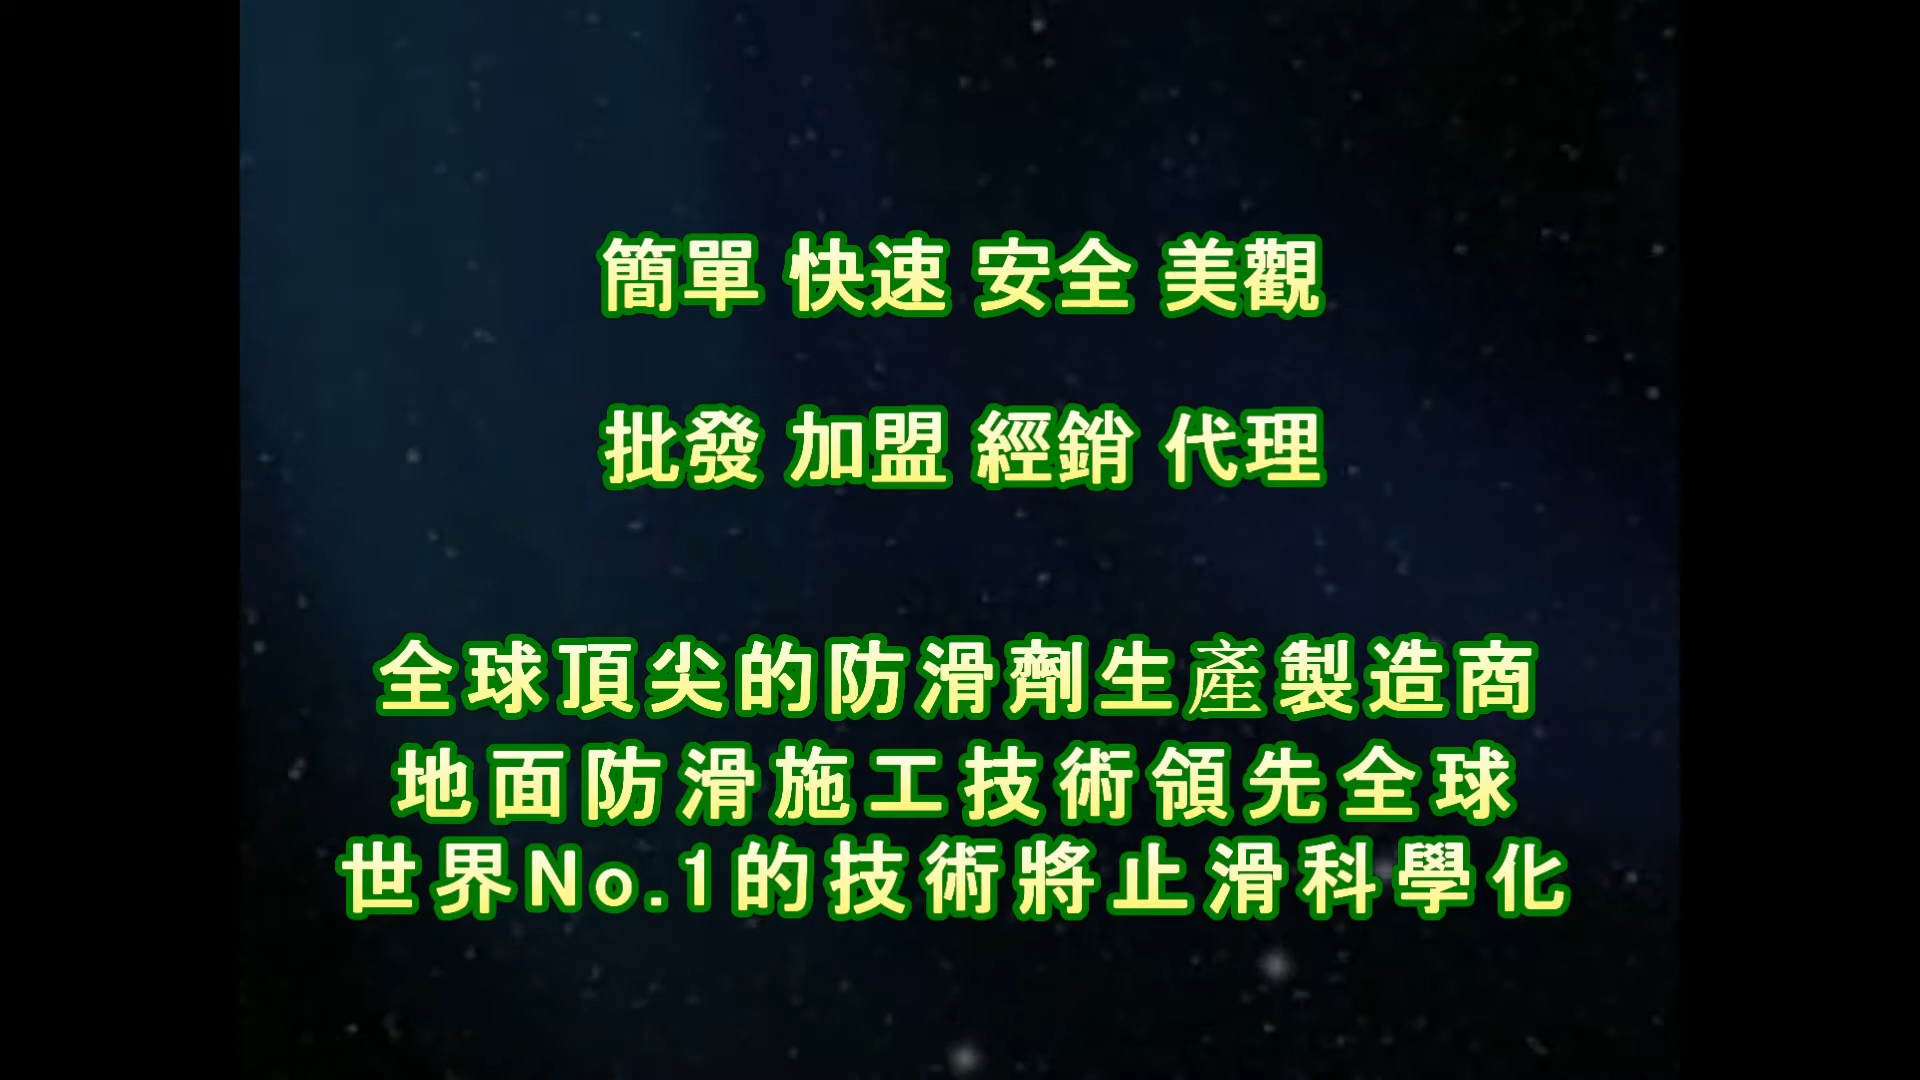 簡單 快速 安全 美觀
批發 加盟 經銷 代理
全球頂尖的防滑劑生產製造商
地面防滑施工技術領先全球
世界No.1的技術將止滑科學化